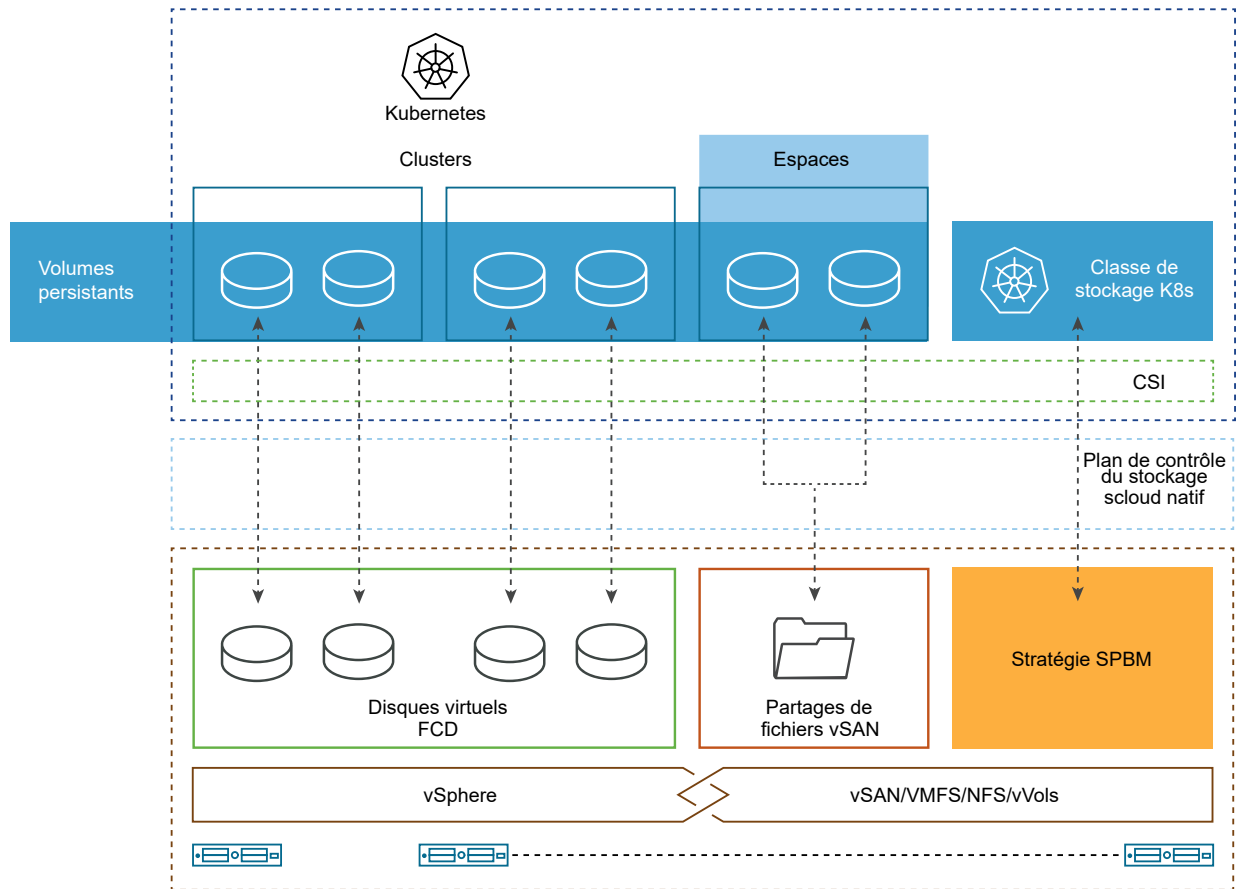 Kubernetes
Clusters
Espaces
Volumes
persistants
Classe de
stockage K8s
CSI
Plan de contrôle
du stockage
scloud natif
Disques virtuels
FCD
Partages de
fichiers vSAN
Stratégie SPBM
vSphere
vSAN/VMFS/NFS/vVols